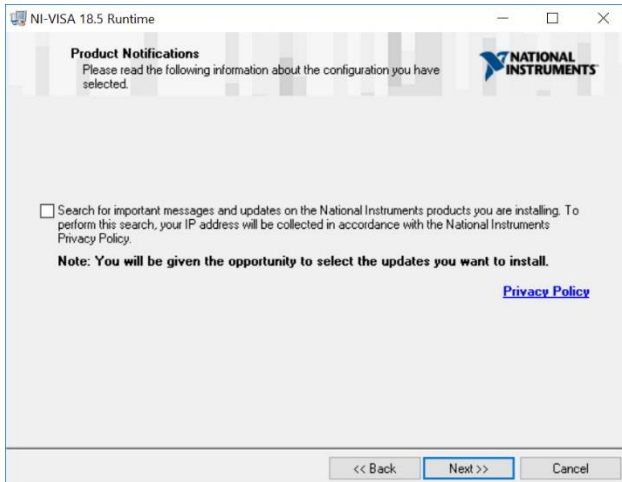 NI-VISA 18.5 Runtime
Product Notifications
Please read the following information about the configuration you have
selected.
NATIONAL
INSTRUMENTS
Search for important messages and updates on the National Instruments products you are installing. To
perform this search, your IP address will be collected in accordance with the National Instruments
Privacy Policy.
Note: You will be given the opportunity to select the updates you want to install.
Privacy Policy
<< Back
Next >>
Cancel